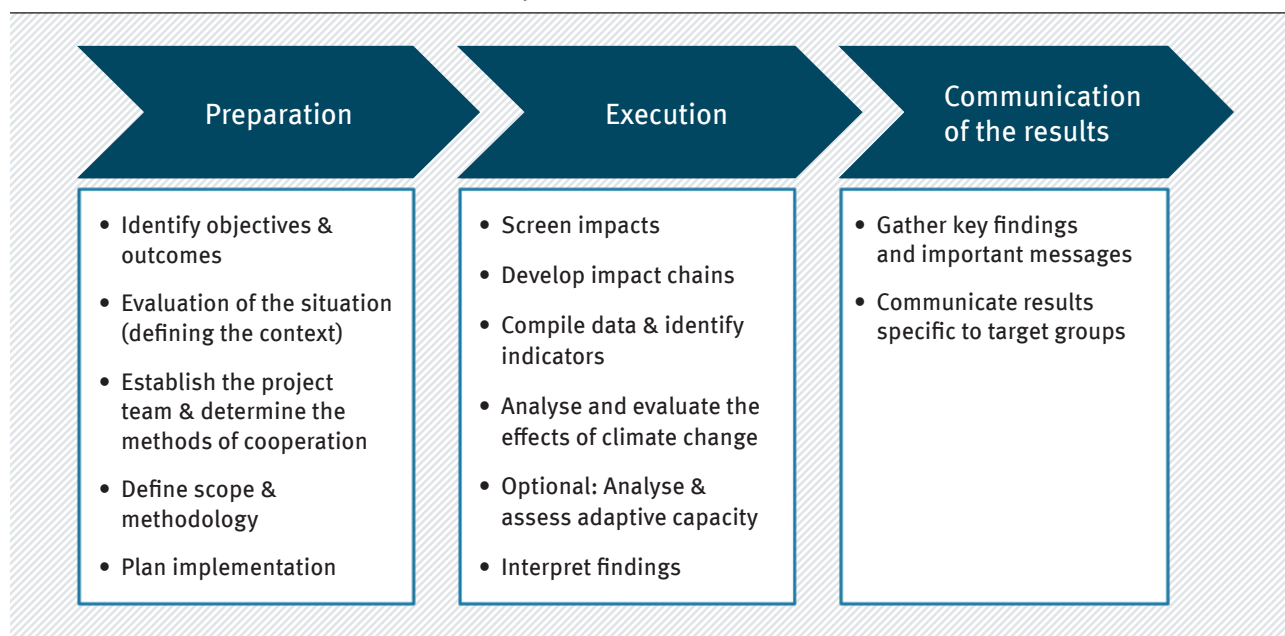 Preparation
• Identify objectives &
outcomes
• Evaluation of the situation
(defining the context)
• Establish the project
team & determine the
methods of cooperation
• Define scope &
methodology
• Plan implementation
Execution
• Screen impacts
• Develop impact chains
• Compile data & identify
indicators
• Analyse and evaluate the
effects of climate change
• Optional: Analyse &
assess adaptive capacity
• Interpret findings
Communication
of the results
• Gather key findings
and important messages
• Communicate results
specific to target groups